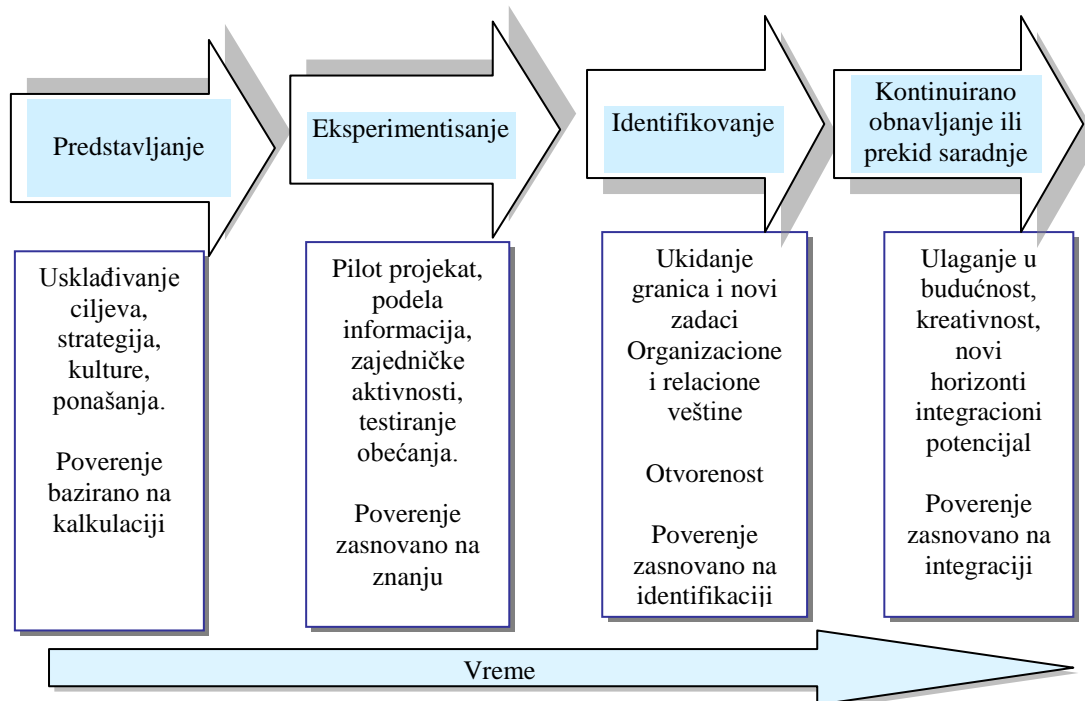 Predstavljanje
Eksperimentisanje
Identifikovanje
Kontinuirano
obnavljanje ili
prekid saradnje
Usklađivanje
ciljeva,
strategija,
kulture,
ponašanja.
Poverenje
bazirano na
kalkulaciji
Pilot projekat,
podela
informacija,
zajedničke
aktivnosti,
testiranje
obećanja.
Poverenje
zasnovano na
znanju
Ukidanje
granica i novi
zadaci
Organizacione
i relacione
veštine
Otvorenost
Poverenje
zasnovano na
identifikaciji
Ulaganje u
budućnost,
kreativnost,
novi
horizonti
integracioni
potencijal
Poverenje
zasnovano na
integraciji
Vreme